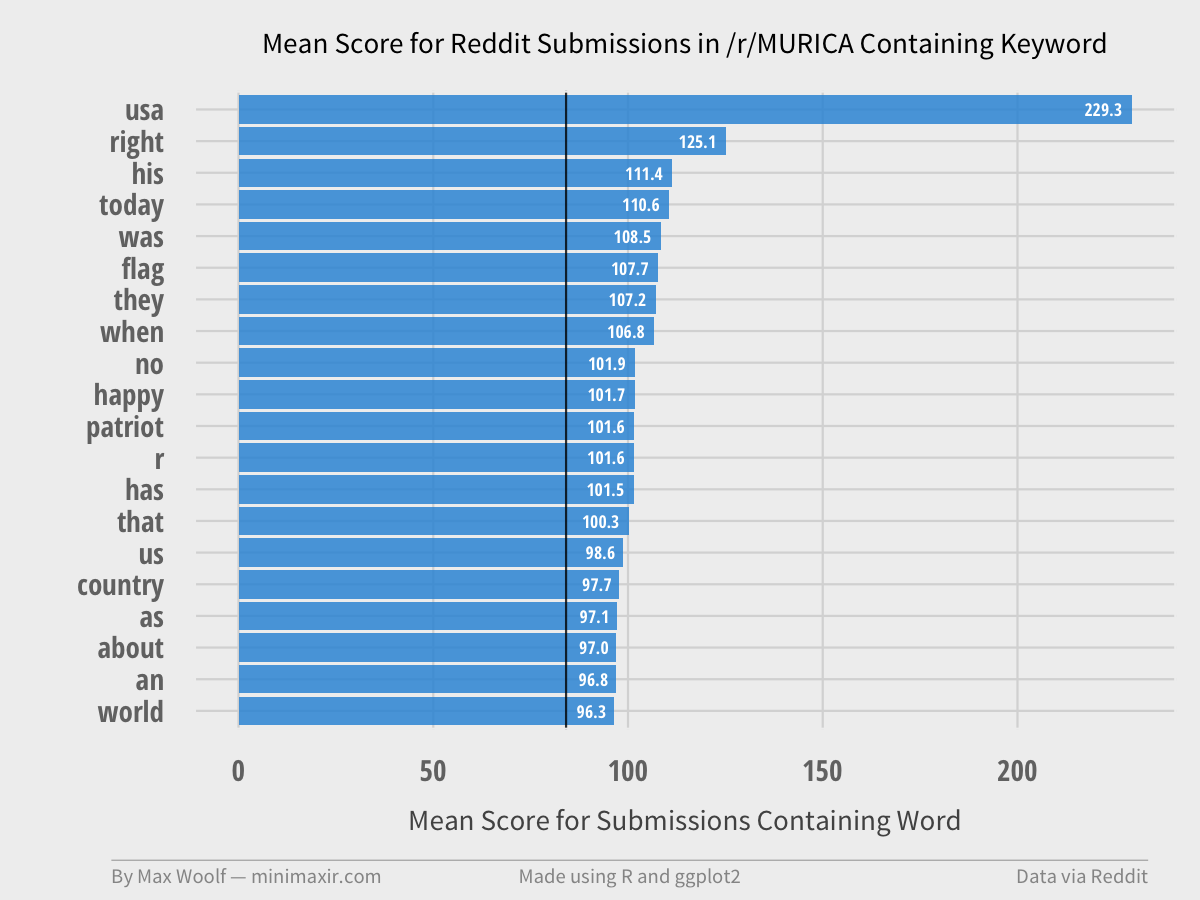 Mean Score for Reddit Submissions in /r/MURICA Containing Keyword
usa 229.3
right 125.1
his 111.4
today 110.6
was 108.5
flag 107.7
they 107.2
when 106.8
no 101.9
happy 101.7
patriot 101.6
r 101.6
has 101.5
that 100.3
us 98.6
country 97.7
as 97.1
about 97.0
an 96.8
world 96.3
0 50 100 150 200
Mean Score for Submissions Containing Word
By Max Woolf — minimaxir.com Made using R and ggplot2 Data via Reddit